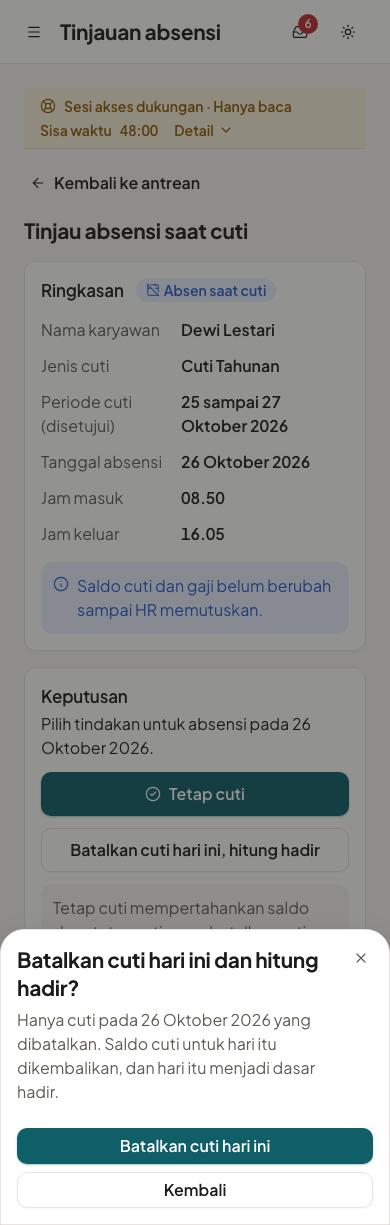 Tinjauan absensi
6
Sesi akses dukungan · Hanya baca
Sisa waktu 48:00 Detail
Kembali ke antrean
Tinjau absensi saat cuti
Ringkasan Absen saat cuti
Nama karyawan Dewi Lestari
Jenis cuti Cuti Tahunan
Periode cuti 25 sampai 27
(disetujui) Oktober 2026
Tanggal absensi 26 Oktober 2026
Jam masuk 08.50
Jam keluar 16.05
Saldo cuti dan gaji belum berubah
sampai HR memutuskan.
Keputusan
Pilih tindakan untuk absensi pada 26
Oktober 2026.
Tetap cuti
Batalkan cuti hari ini, hitung hadir
Tetap cuti mempertahankan saldo
Batalkan cuti hari ini dan hitung
hadir?
Hanya cuti pada 26 Oktober 2026 yang
dibatalkan. Saldo cuti untuk hari itu
dikembalikan, dan hari itu menjadi dasar
hadir.
Batalkan cuti hari ini
Kembali